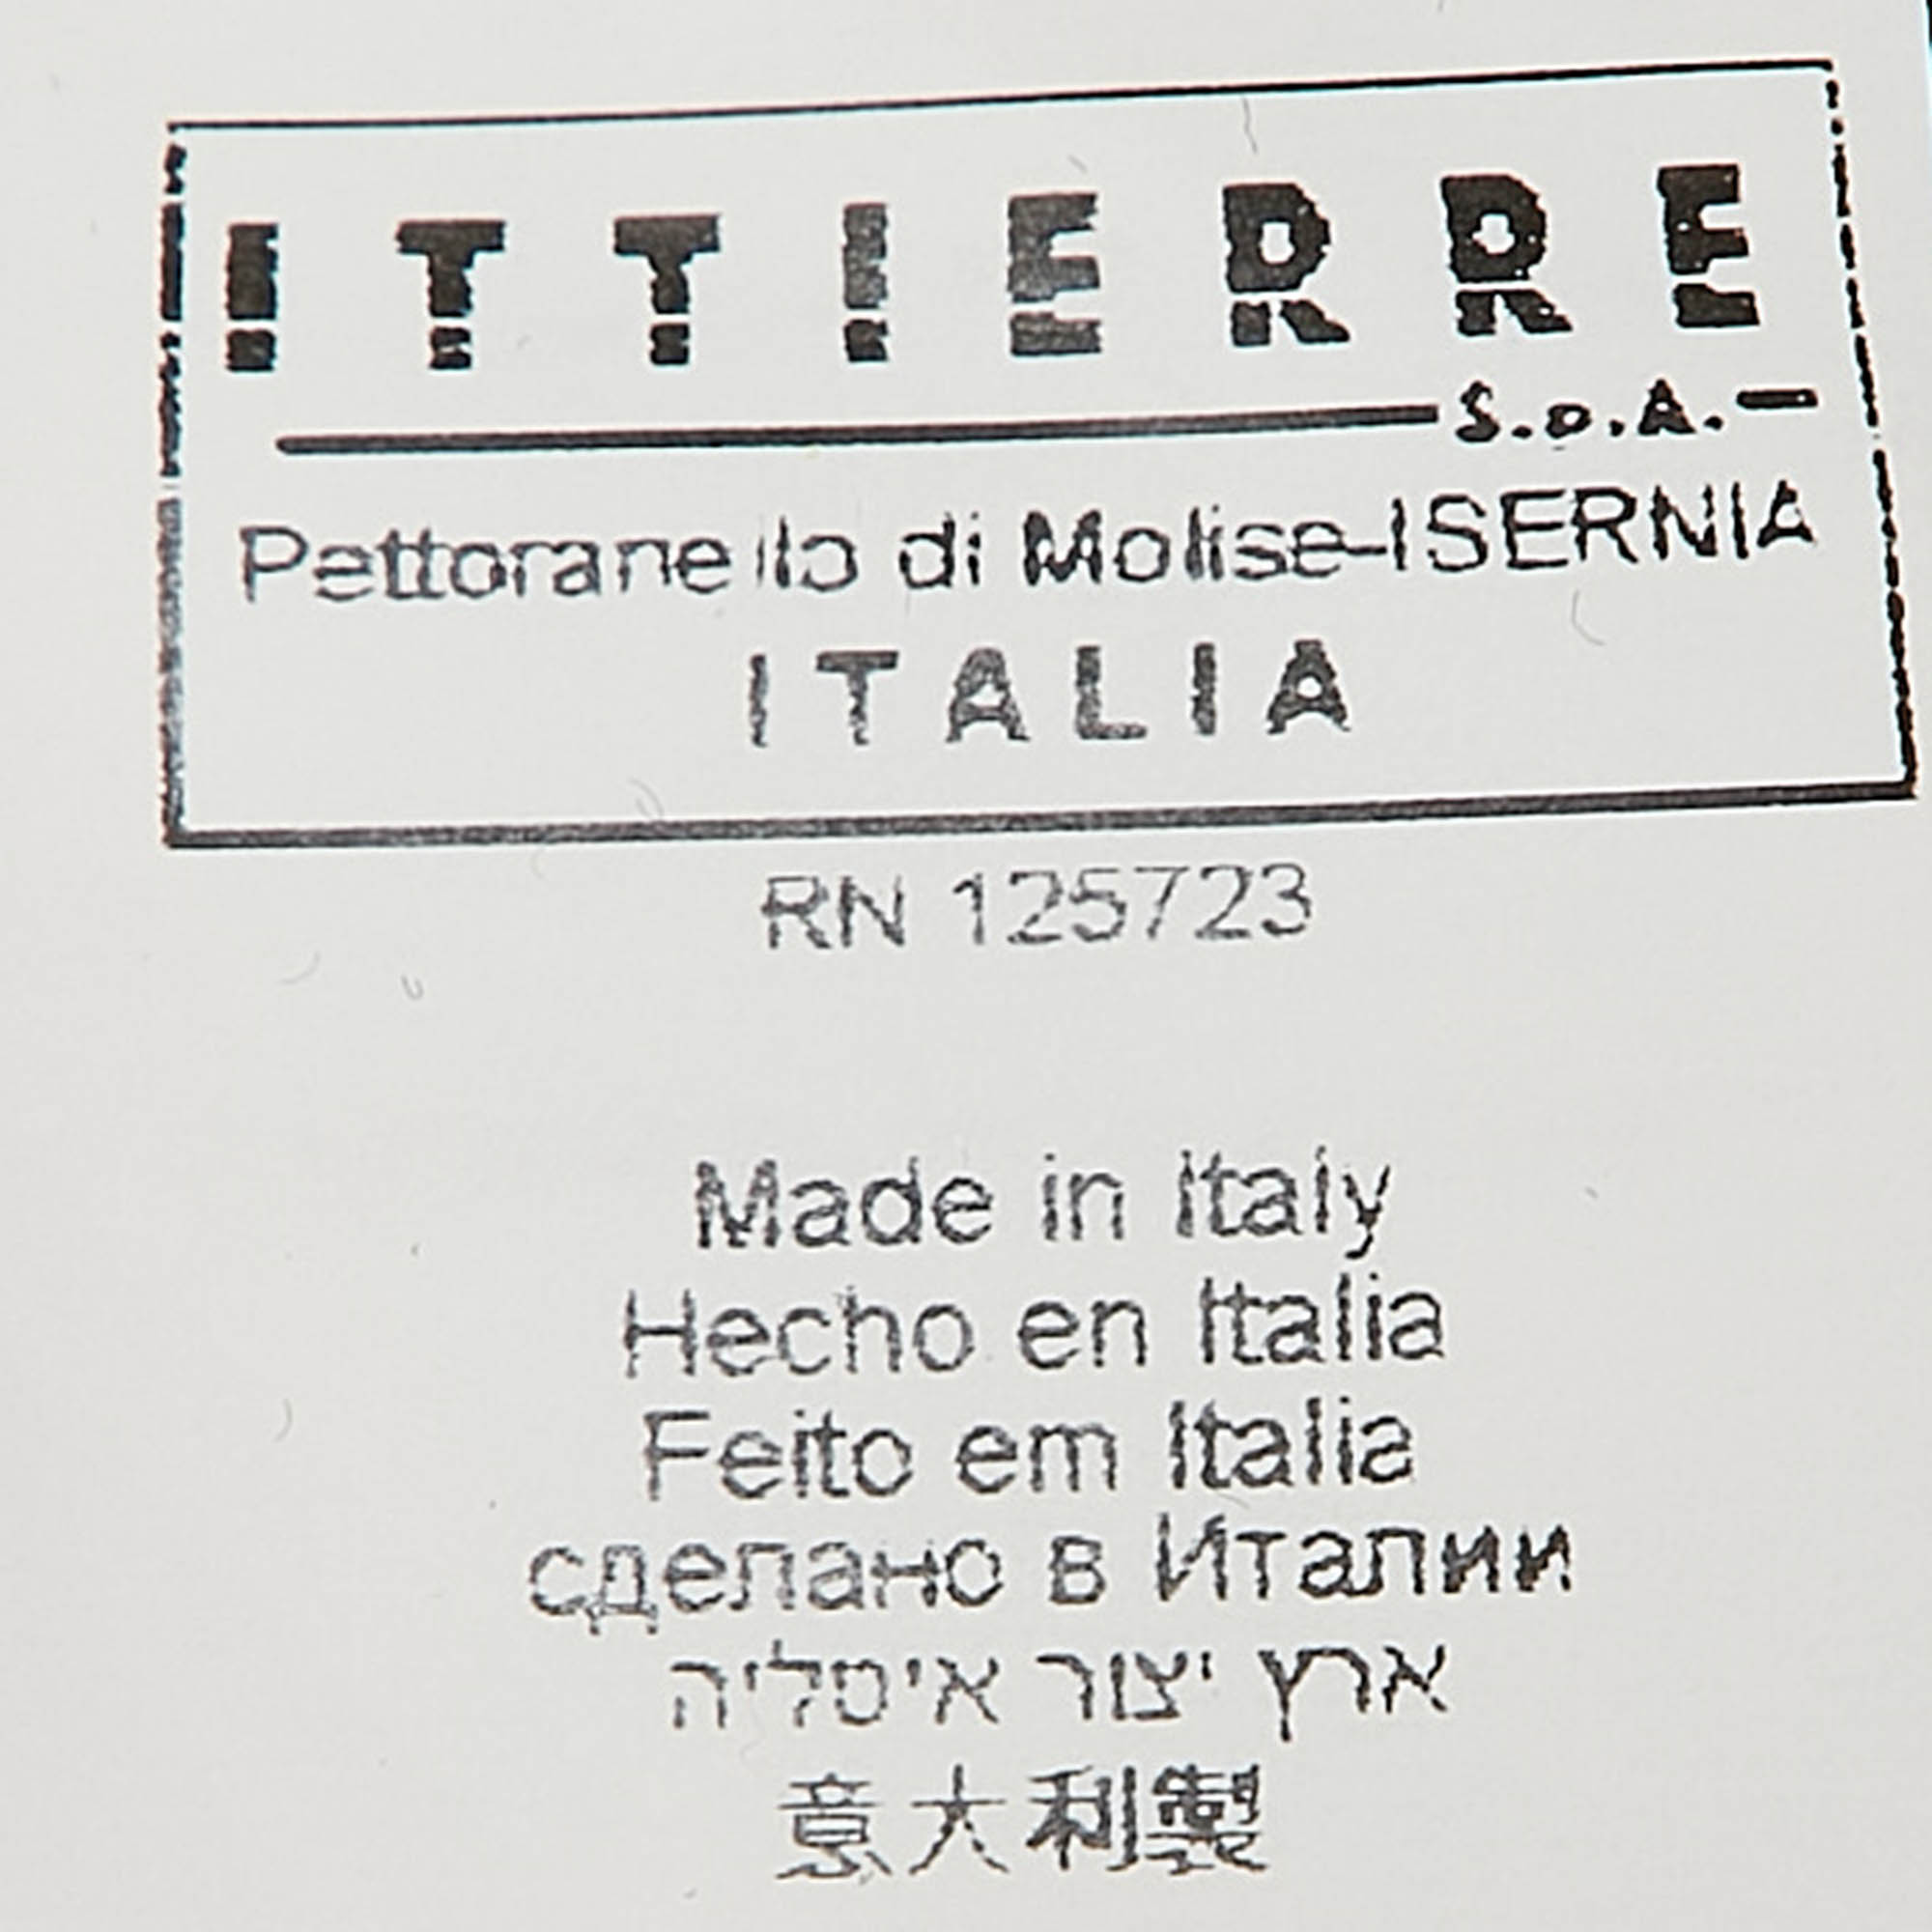 ITTIERRE
S.p.A.
Pettoranello di Molise-ISERNIA
ITALIA
RN 125723
Made in Italy
Hecho en Italia
Feito em Italia
сделано в Италии
ארץ יצור איטליה
意大利製